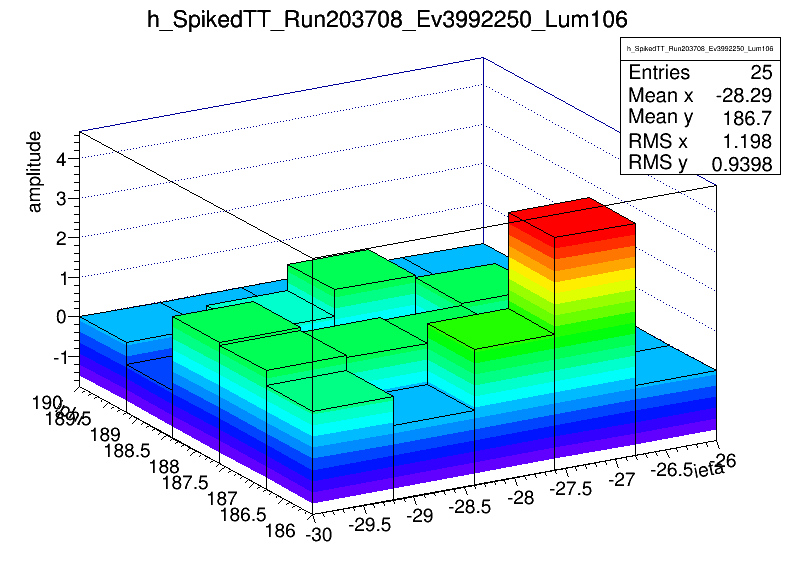 h_SpikedTT_Run203708_Ev3992250_Lum106
h_SpikedTT_Run203708_Ev3992250_Lum106
Entries 25
Mean x -28.29
Mean y 186.7
RMS x 1.198
RMS y 0.9398
amplitude
4
3
2
1
0
-1
190
189.5
189
188.5
188
187.5
187
186.5
186
-30
-29.5
-29
-28.5
-28
-27.5
-27
-26.5
-26
ieta